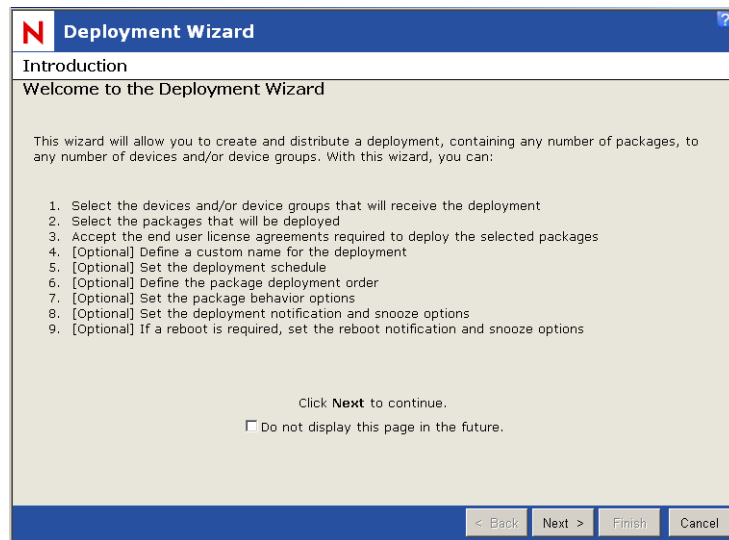 N Deployment Wizard
?
Introduction
Welcome to the Deployment Wizard
This wizard will allow you to create and distribute a deployment, containing any number of packages, to
any number of devices and/or device groups. With this wizard, you can:
1. Select the devices and/or device groups that will receive the deployment
2. Select the packages that will be deployed
3. Accept the end user license agreements required to deploy the selected packages
4. [Optional] Define a custom name for the deployment
5. [Optional] Set the deployment schedule
6. [Optional] Define the package deployment order
7. [Optional] Set the package behavior options
8. [Optional] Set the deployment notification and snooze options
9. [Optional] If a reboot is required, set the reboot notification and snooze options
Click Next to continue.
Do not display this page in the future.
< Back Next > Finish Cancel